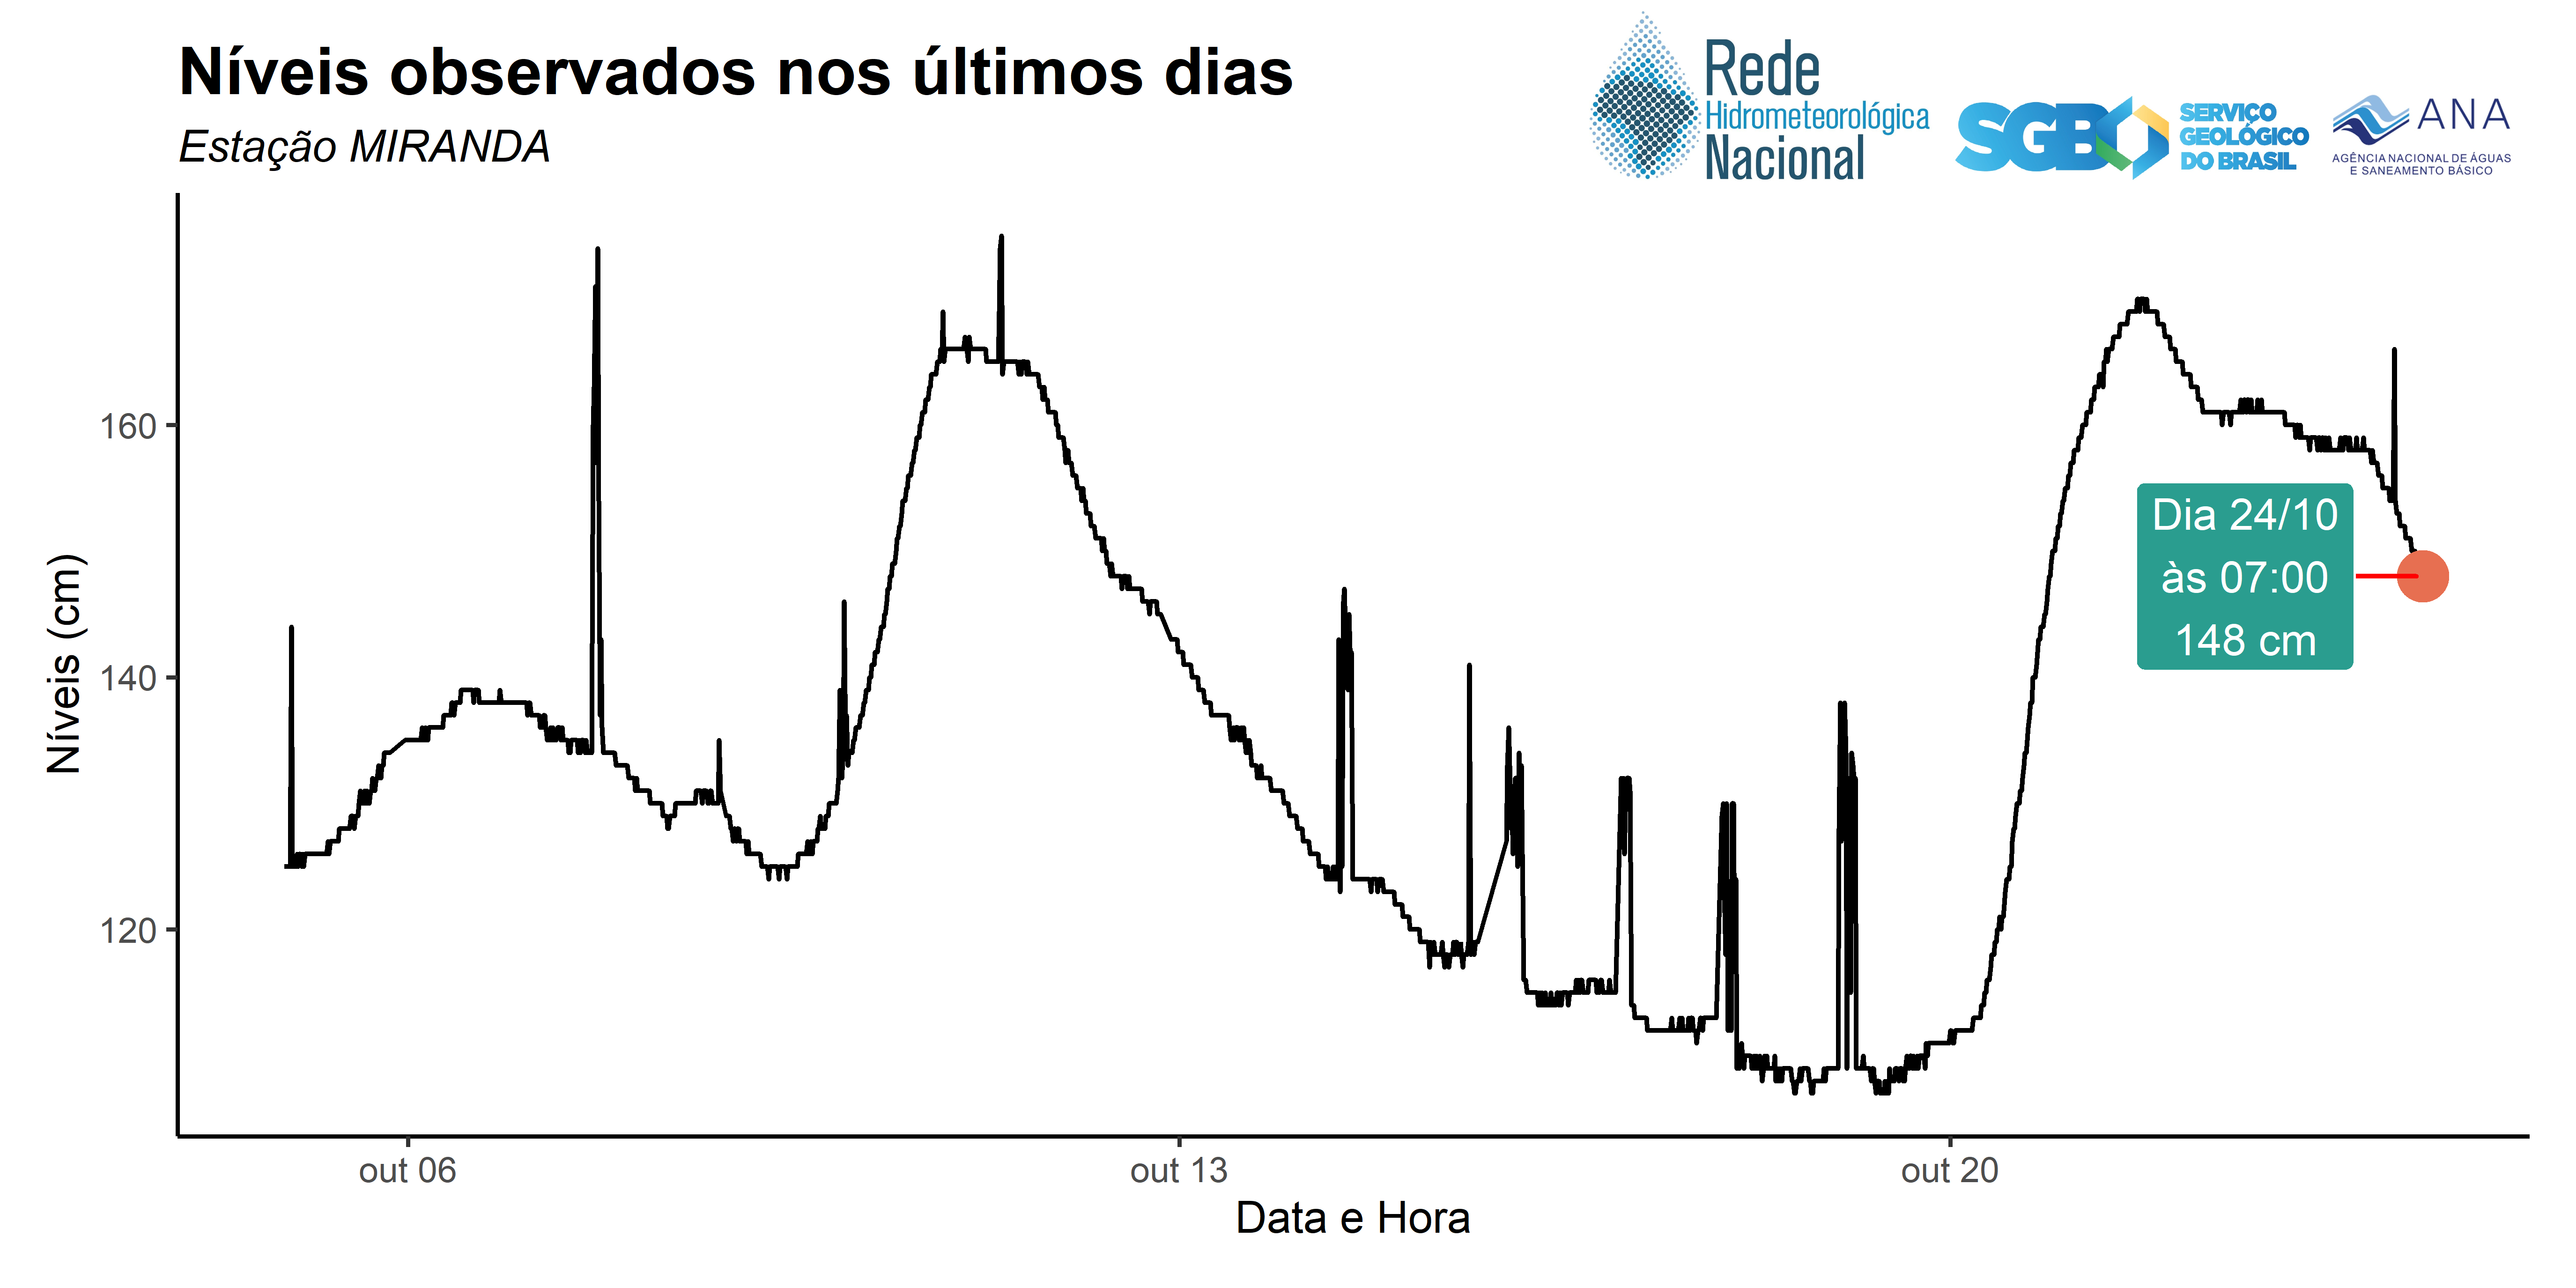 Níveis observados nos últimos dias
Estação MIRANDA
Rede
Hidrometeorológica
Nacional
SGB
SERVIÇO
GEOLÓGICO
DO BRASIL
ANA
AGÊNCIA NACIONAL DE ÁGUAS
E SANEAMENTO BÁSICO
Níveis (cm)
160
140
120
Dia 24/10
às 07:00
148 cm
out 06
out 13
out 20
Data e Hora